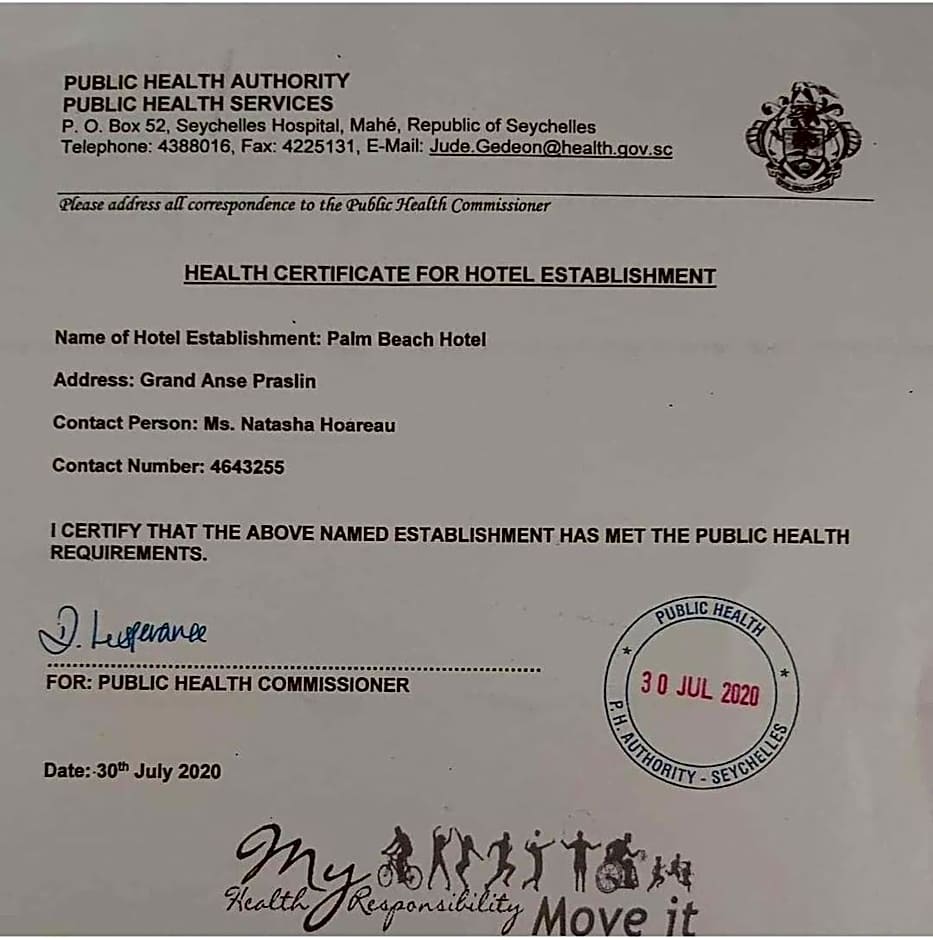 PUBLIC HEALTH AUTHORITY
PUBLIC HEALTH SERVICES
P. O. Box 52, Seychelles Hospital, Mahé, Republic of Seychelles
Telephone: 4388016, Fax: 4225131, E-Mail: Jude.Gedeon@health.gov.sc
Please address all correspondence to the Public Health Commissioner
HEALTH CERTIFICATE FOR HOTEL ESTABLISHMENT
Name of Hotel Establishment: Palm Beach Hotel
Address: Grand Anse Praslin
Contact Person: Ms. Natasha Hoareau
Contact Number: 4643255
I CERTIFY THAT THE ABOVE NAMED ESTABLISHMENT HAS MET THE PUBLIC HEALTH
REQUIREMENTS.
D. Lesperance
FOR: PUBLIC HEALTH COMMISSIONER
PUBLIC HEALTH
30 JUL 2020
P.H. AUTHORITY - SEYCHELLES
Date: 30th July 2020
My
Health Responsibility
Move it